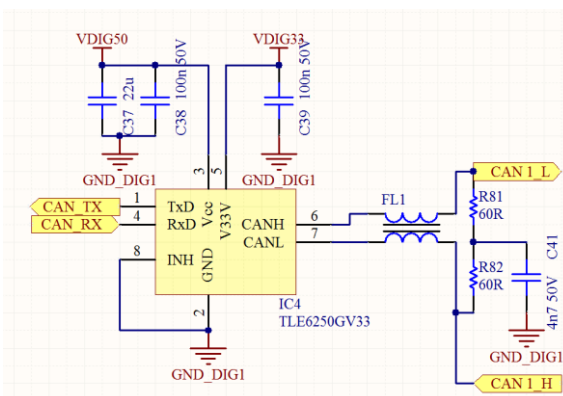 VDIG50
VDIG33
C37 22u
C38 100n 50V
C39 100n 50V
GND_DIG1
GND_DIG1
3
5
CAN_TX
CAN_RX
1
4
8
TxD
RxD
INH
Vcc
V33V
GND
CANH
CANL
6
7
2
IC4
TLE6250GV33
GND_DIG1
FL1
CAN 1_L
R81
60R
R82
60R
C41
4n7 50V
GND_DIG1
CAN 1_H